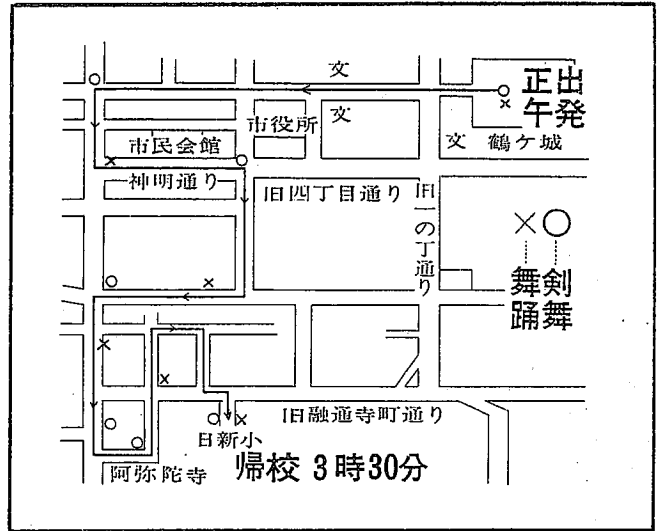 文
正午出発
市役所
文
市民会館
文 鶴ケ城
神明通り
旧四丁目通り
旧一の丁通り
×舞踊
○剣舞
旧融通寺町通り
日新小
帰校3時30分
阿弥陀寺